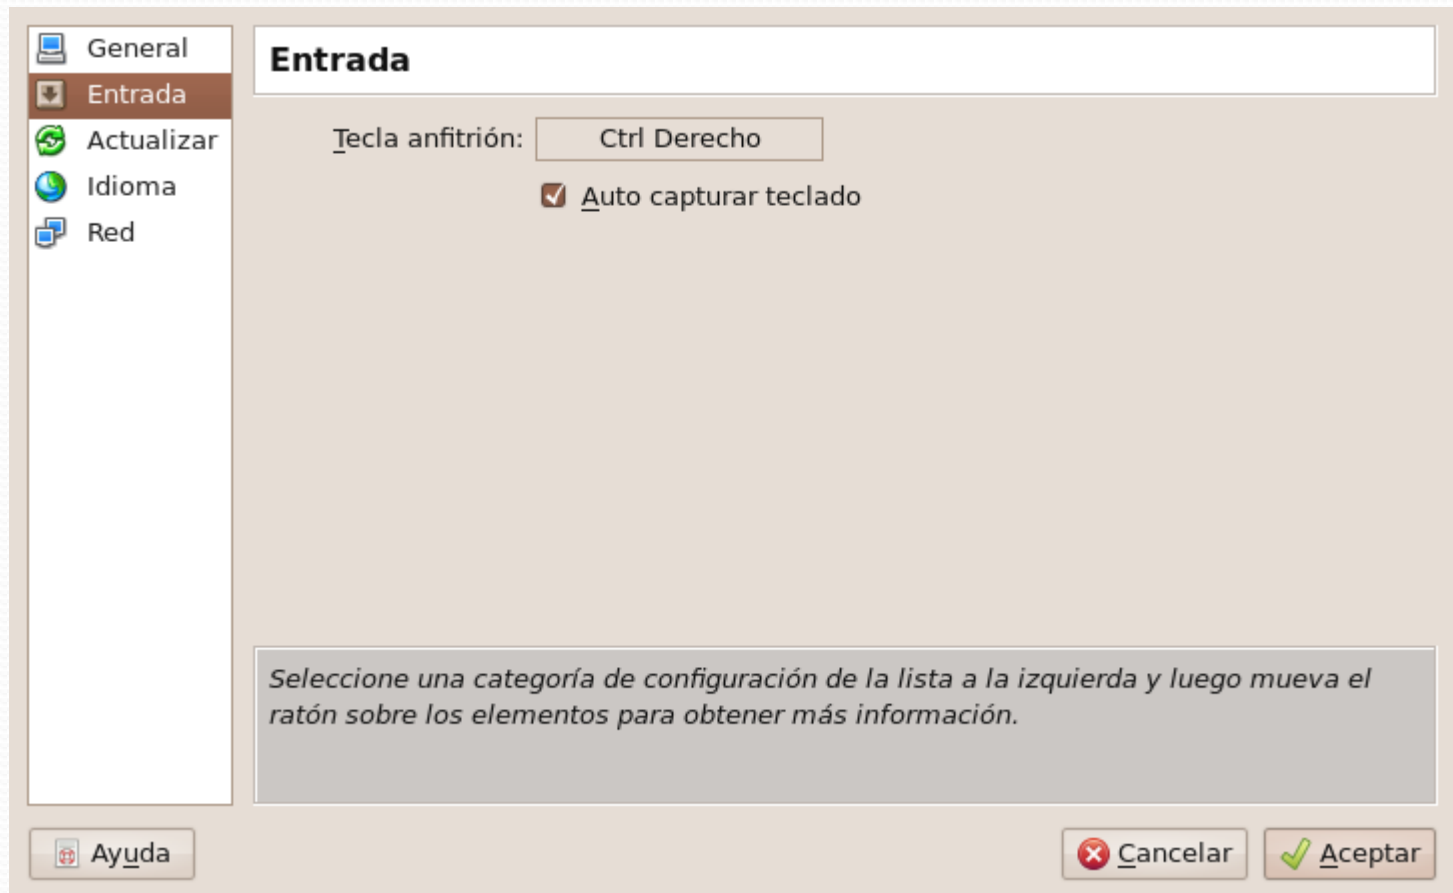 General
Entrada
Actualizar
Idioma
Red
Entrada
Tecla anfitrión: Ctrl Derecho
Auto capturar teclado
Seleccione una categoría de configuración de la lista a la izquierda y luego mueva el
ratón sobre los elementos para obtener más información.
Ayuda Cancelar Aceptar